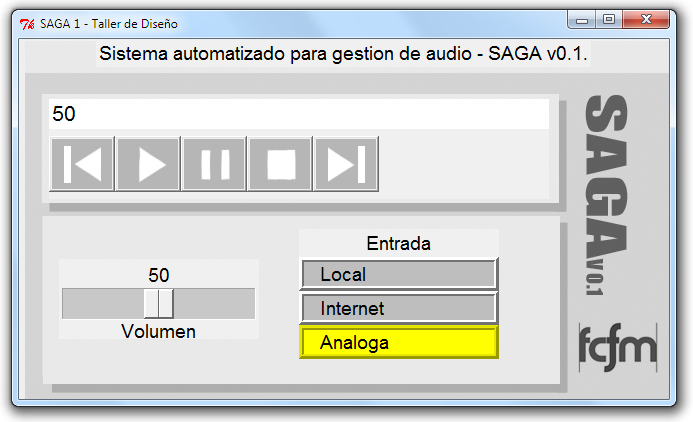 SAGA 1 - Taller de Diseño
Sistema automatizado para gestion de audio - SAGA v0.1.
50
50
Volumen
Entrada
Local
Internet
Analoga
SAGA v 0.1
fcfm